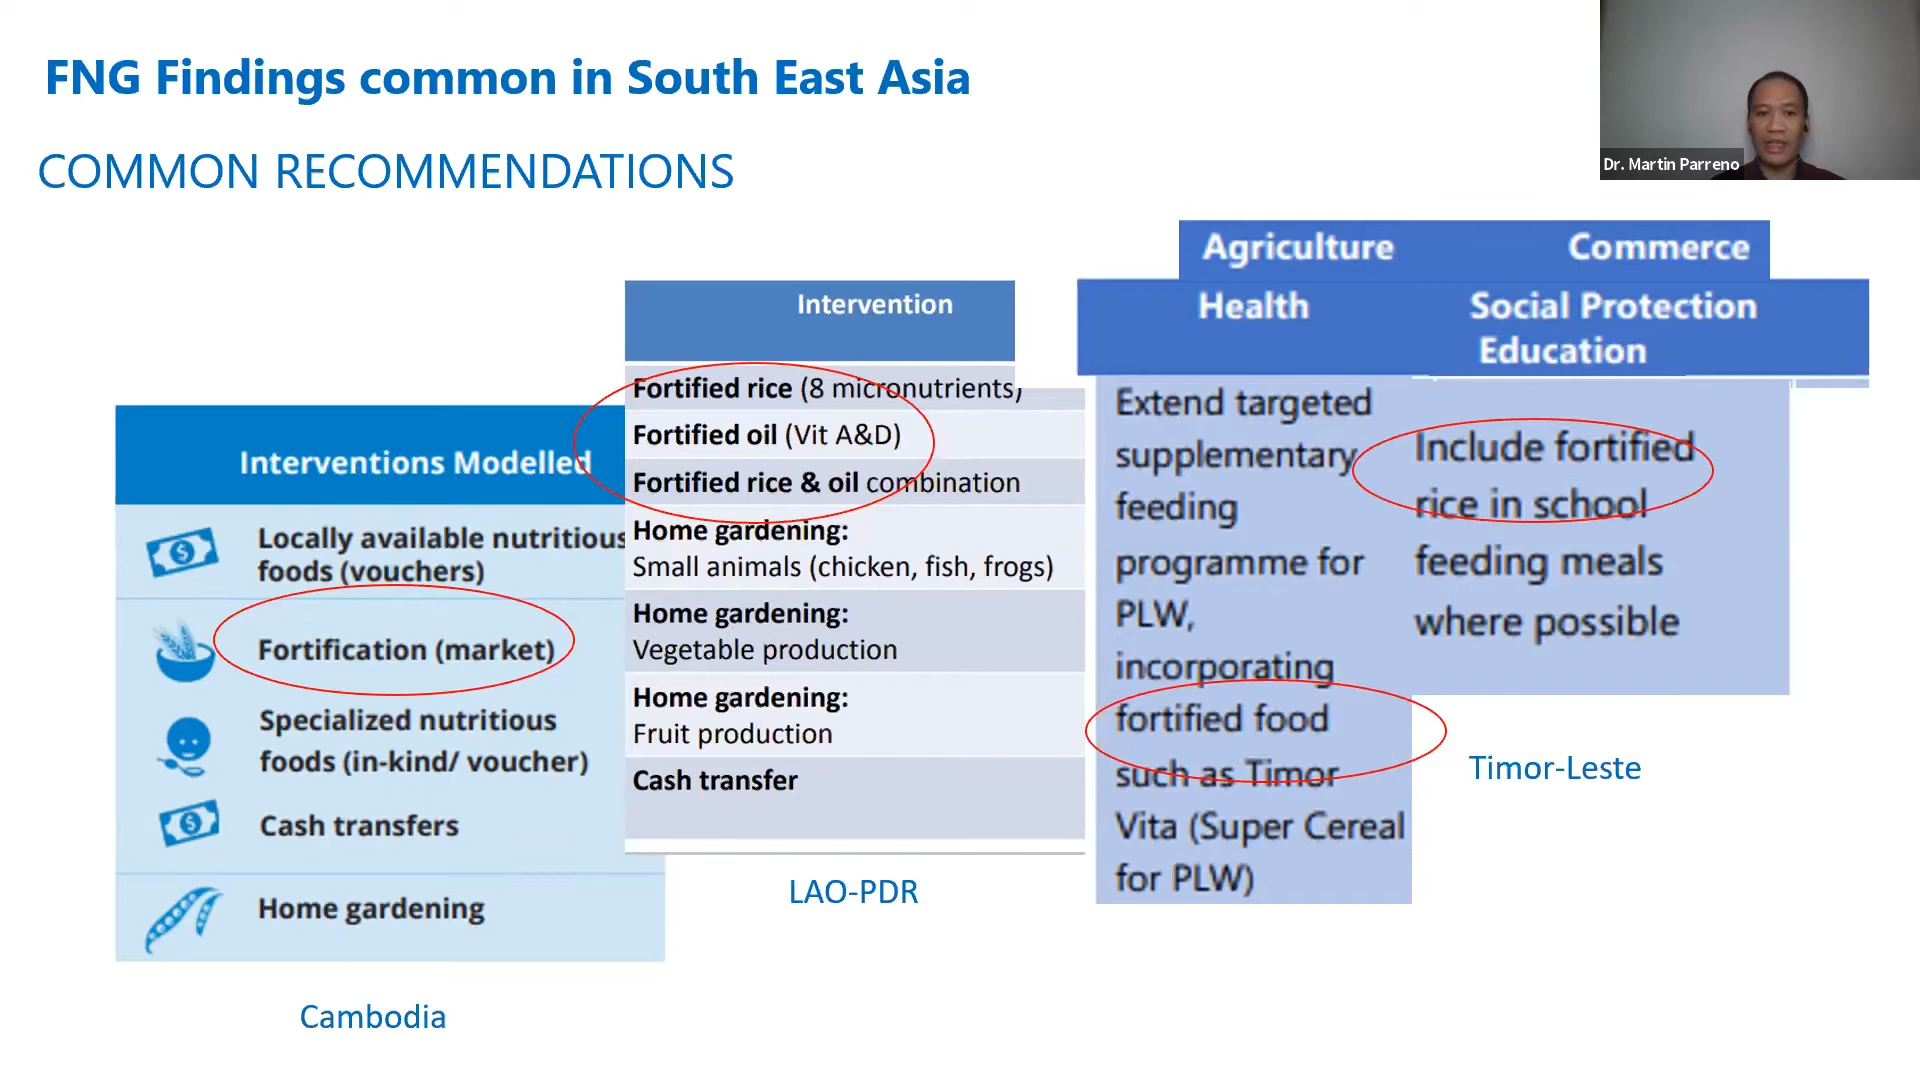 FNG Findings common in South East Asia
COMMON RECOMMENDATIONS
Dr. Martin Parreno
Interventions Modelled
Locally available nutritious
foods (vouchers)
Fortification (market)
Specialized nutritious
foods (in-kind/ voucher)
Cash transfers
Home gardening
Cambodia
Intervention
Fortified rice (8 micronutrients)
Fortified oil (Vit A&D)
Fortified rice & oil combination
Home gardening:
Small animals (chicken, fish, frogs)
Home gardening:
Vegetable production
Home gardening:
Fruit production
Cash transfer
LAO-PDR
Agriculture Commerce
Health Social Protection
Education
Extend targeted
supplementary
feeding
programme for
PLW,
incorporating
fortified food
such as Timor
Vita (Super Cereal
for PLW)
Include fortified
rice in school
feeding meals
where possible
Timor-Leste